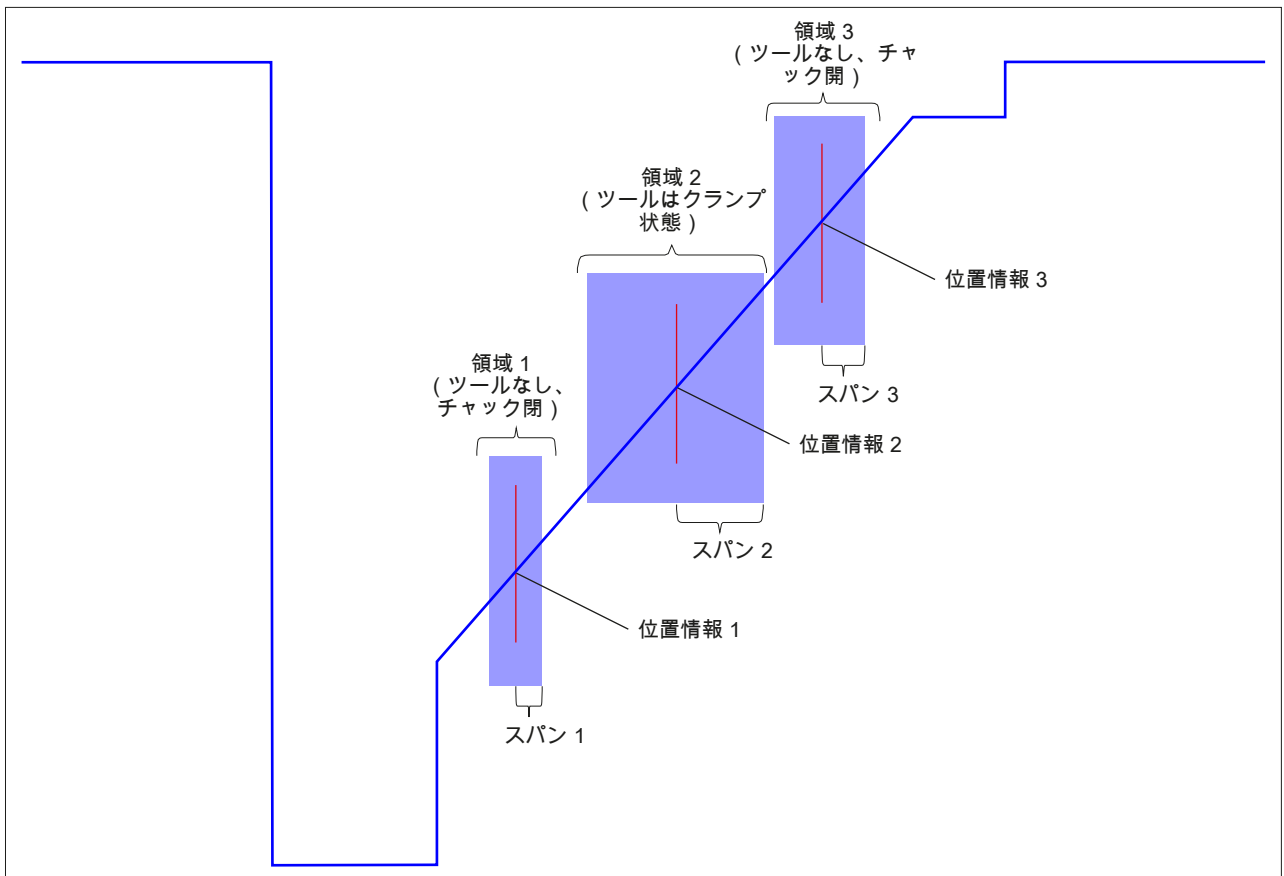 領域 3
( ツールなし、チャ
ック開 )
領域 2
( ツールはクランプ
状態 )
位置情報 3
領域 1
( ツールなし、
チャック閉 )
スパン 3
位置情報 2
スパン 2
位置情報 1
スパン 1